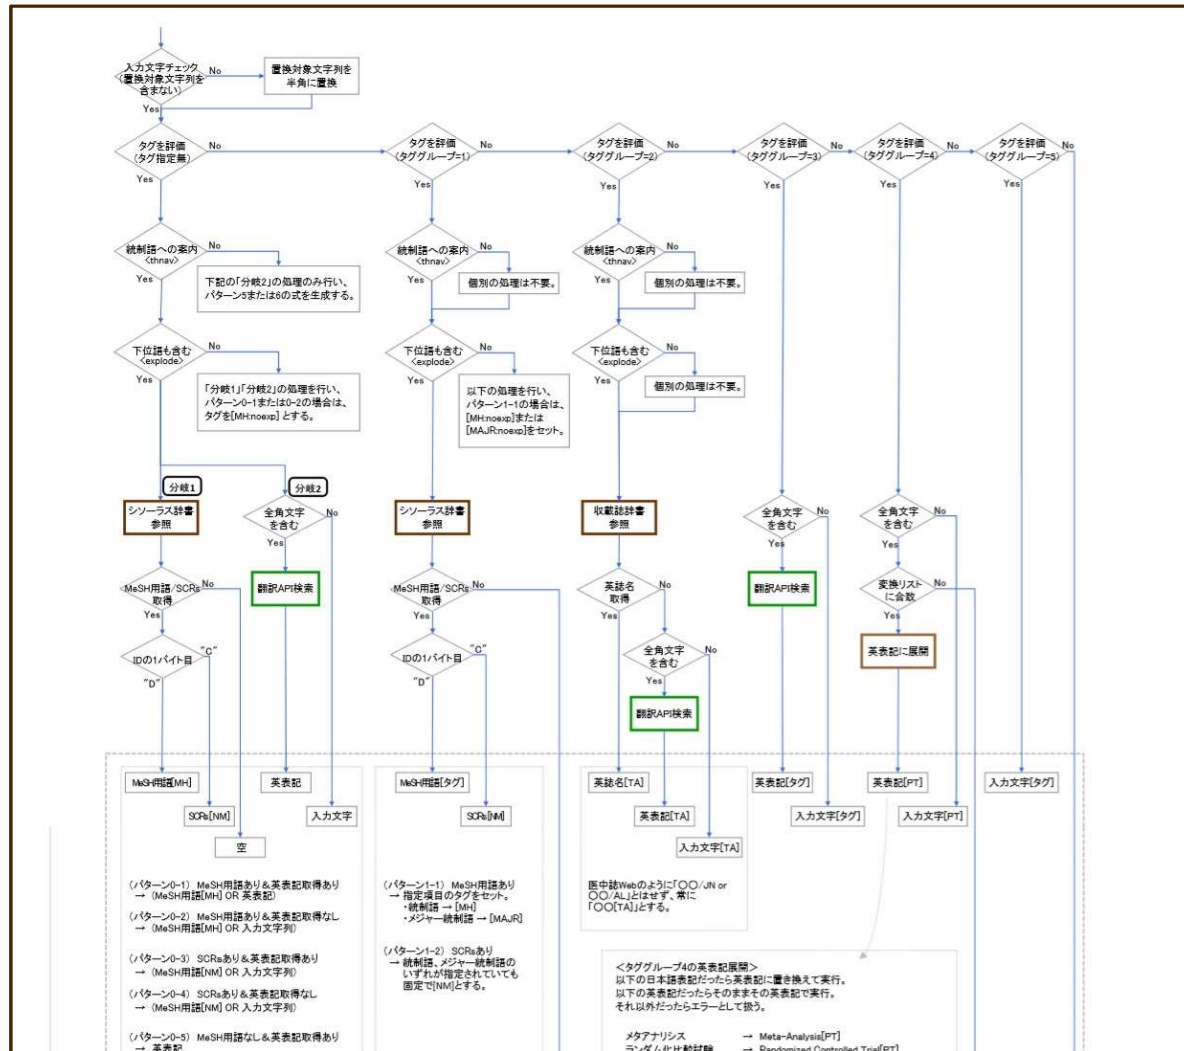 入力文字チェック
(置換対象文字列を
含まない)
No
置換対象文字列を
半角に置換
Yes
タグを評価
(タグ指定無)
No
タグを評価
(タググループ=1)
No
タグを評価
(タググループ=2)
No
タグを評価
(タググループ=3)
No
タグを評価
(タググループ=4)
No
タグを評価
(タググループ=5)
No
Yes
Yes
Yes
Yes
Yes
Yes
統制語への案内
<thnav>
No
下記の「分岐2」の処理のみ行い、
パターン5または6の式を生成する。
Yes
統制語への案内
<thnav>
No
個別の処理は不要。
Yes
統制語への案内
<thnav>
No
個別の処理は不要。
Yes
下位語も含む
<explode>
No
「分岐1」「分岐2」の処理を行い、
パターン0-1または0-2の場合は、
タグを[MH:noexp] とする。
Yes
下位語も含む
<explode>
No
以下の処理を行い、
パターン1-1の場合は、
[MH:noexp]または
[MAJR:noexp]をセット。
Yes
下位語も含む
<explode>
No
個別の処理は不要。
Yes
分岐1
分岐2
シソーラス辞書
参照
全角文字
を含む
No
Yes
シソーラス辞書
参照
収載誌辞書
参照
全角文字
を含む
No
Yes
全角文字
を含む
No
Yes
MeSH用語/SCRs
取得
No
Yes
翻訳API検索
MeSH用語/SCRs
取得
No
Yes
英誌名
取得
No
Yes
翻訳API検索
変換リスト
に合致
No
Yes
IDの1バイト目
"C"
"D"
IDの1バイト目
"C"
"D"
全角文字
を含む
No
Yes
英表記に展開
翻訳API検索
MeSH用語[MH]
英表記
MeSH用語[タグ]
英誌名[TA]
英表記[タグ]
英表記[PT]
入力文字[タグ]
SCRs[NM]
入力文字
SCRs[NM]
英表記[TA]
入力文字[タグ]
入力文字[PT]
空
入力文字[TA]
(パターン0-1) MeSH用語あり&英表記取得あり
→ (MeSH用語[MH] OR 英表記)
(パターン0-2) MeSH用語あり&英表記取得なし
→ (MeSH用語[MH] OR 入力文字列)
(パターン0-3) SCRsあり&英表記取得あり
→ (MeSH用語[NM] OR 入力文字列)
(パターン0-4) SCRsあり&英表記取得なし
→ (MeSH用語[NM] OR 入力文字列)
(パターン0-5) MeSH用語なし&英表記取得あり
→ 英表記
(パターン1-1) MeSH用語あり
→ 指定項目のタグをセット。
・統制語 → [MH]
・メジャー統制語 → [MAJR]
(パターン1-2) SCRsあり
→ 統制語、メジャー統制語の
いずれが指定されていても
固定で[NM]とする。
医中誌Webのように「〇〇/JN or
〇〇/AL」とはせず、常に
「〇〇[TA]」とする。
<タググループ4の英表記展開>
以下の日本語表記だったら英表記に置き換えて実行。
以下の英表記だったらそのままその英表記で実行。
それ以外だったらエラーとして扱う。
メタアナリシス → Meta-Analysis[PT]
ランダム化比較試験 → Randomized Controlled Trial[PT]